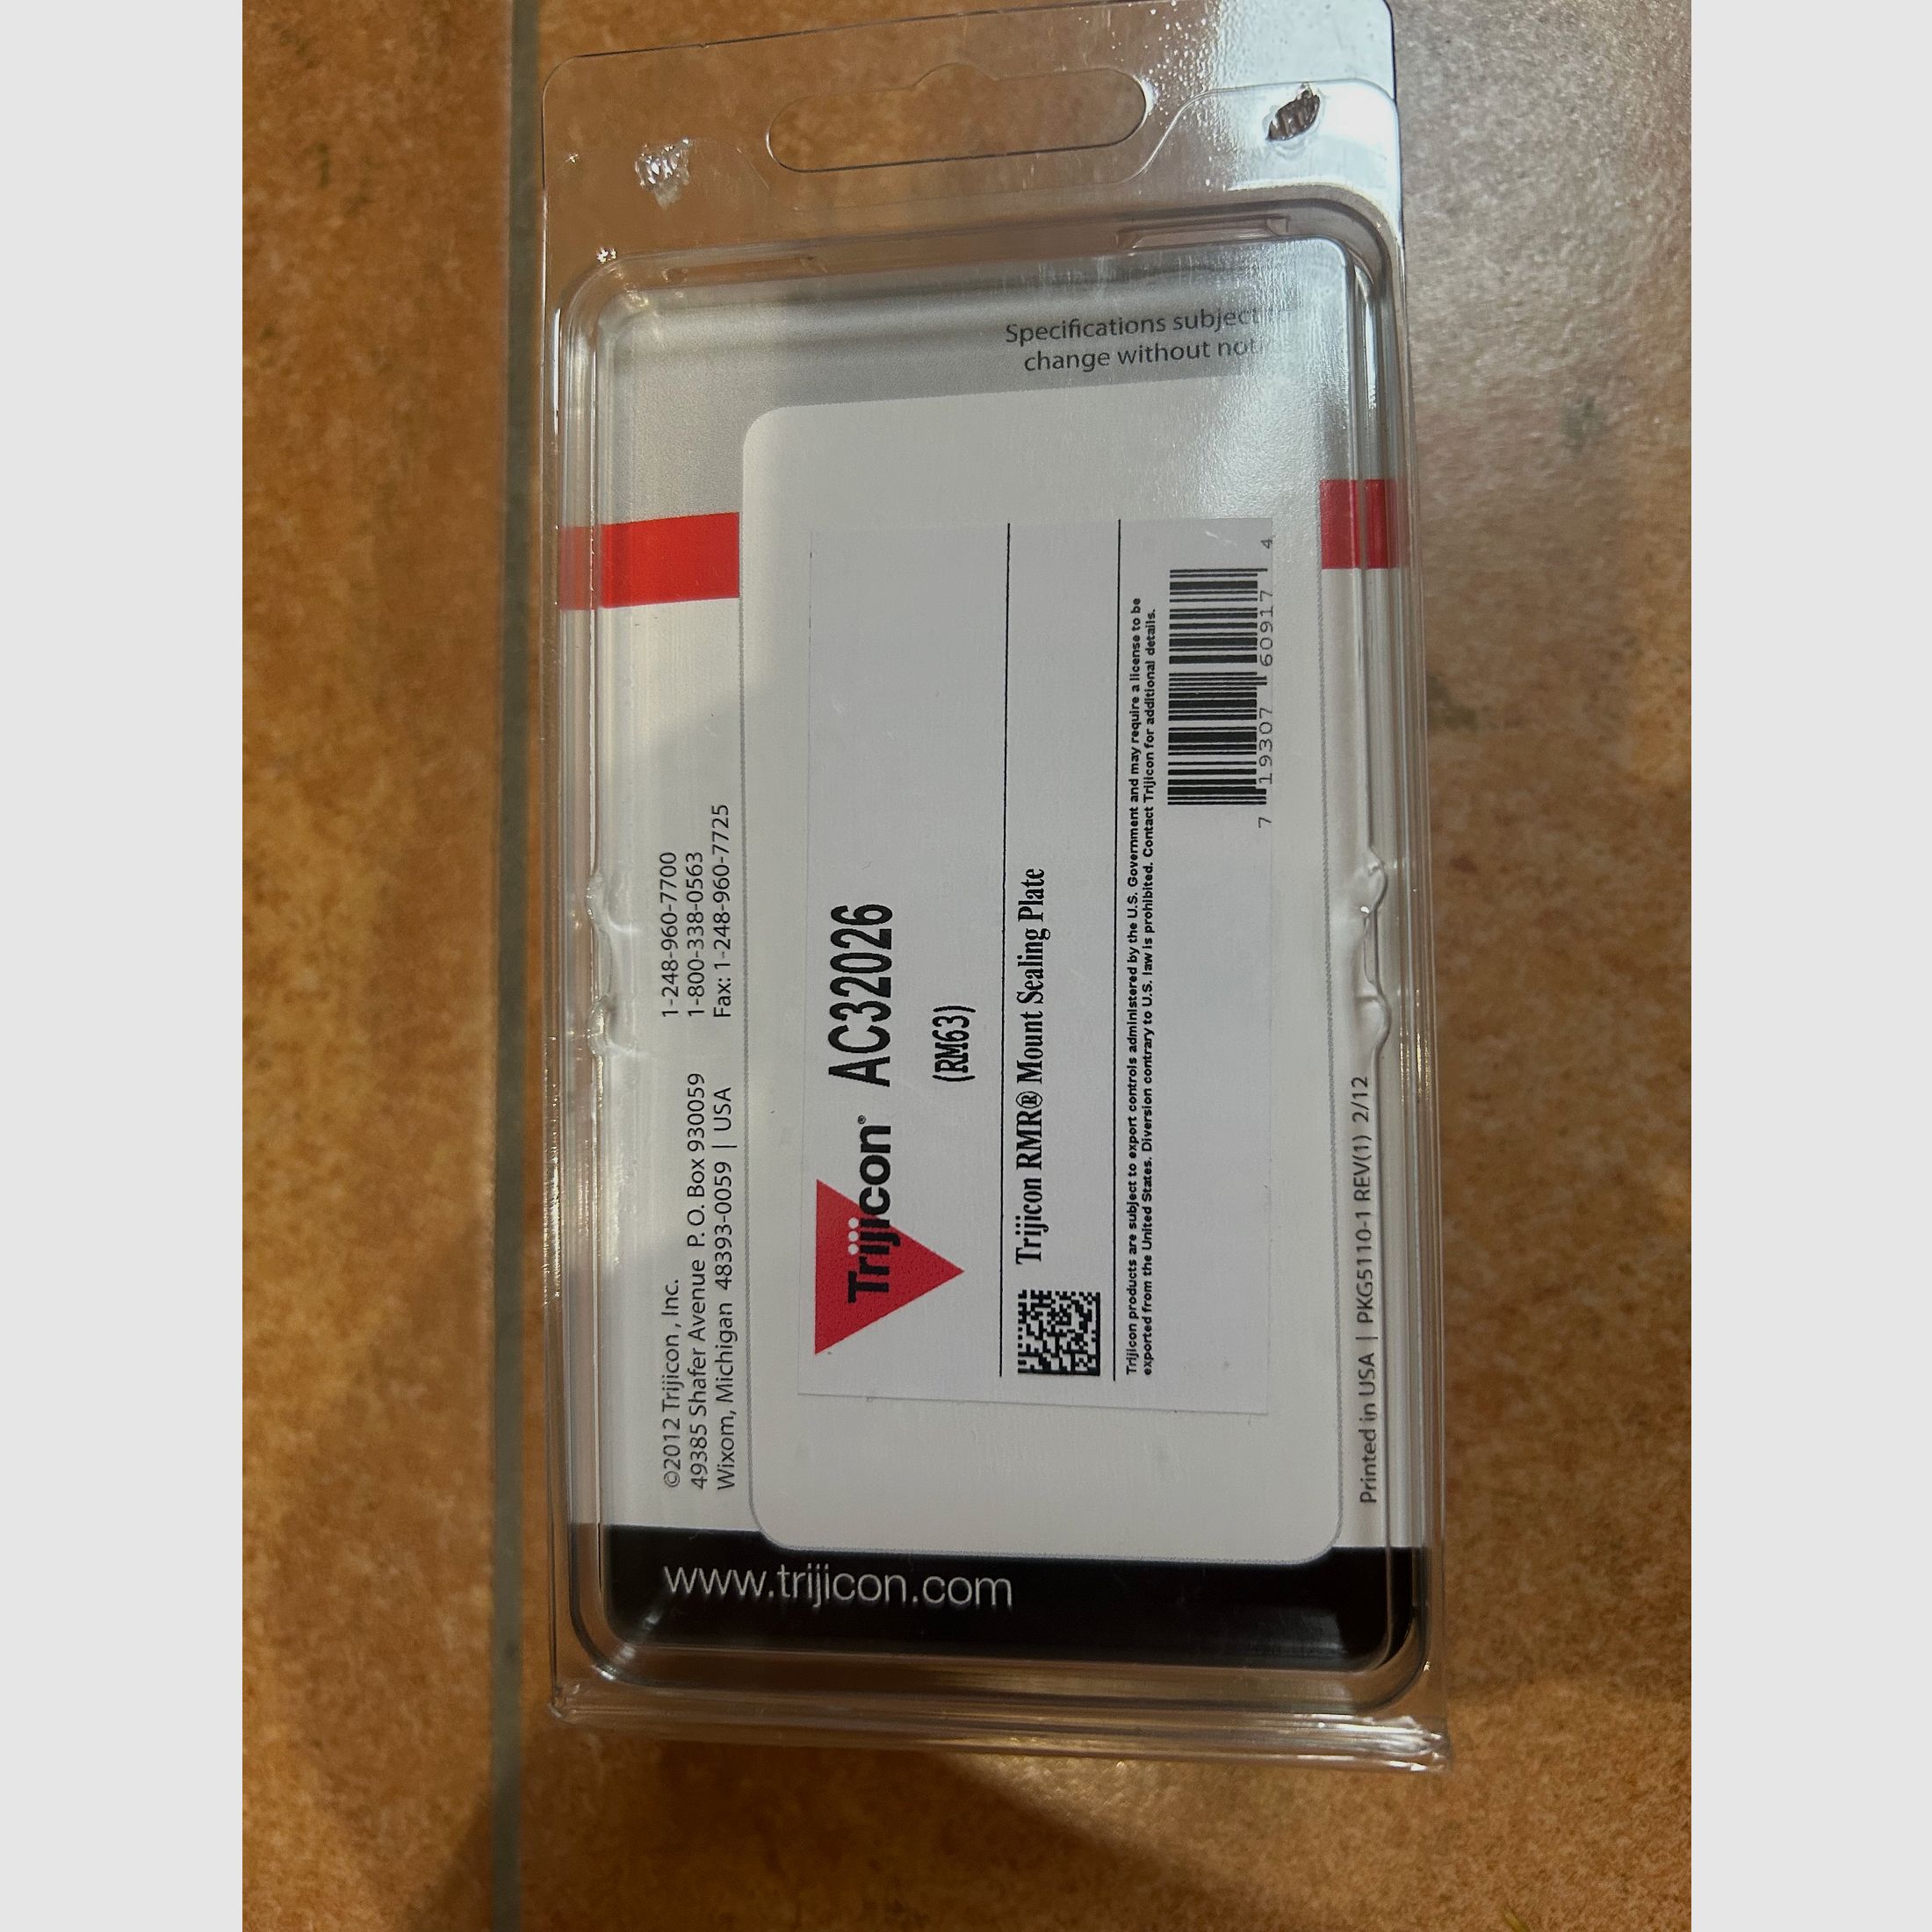 Specifications subject
change without
©2012 Trijicon, Inc.
49385 Shafer Avenue P. O. Box 930059
Wixom, Michigan 48393-0059 | USA
1-248-960-7700
1-800-338-0563
Fax: 1-248-960-7725
Trijicon® AC32026
(RM63)
Trijicon RMR® Mount Sealing Plate
Trijicon products are subject to export controls administered by the U.S. Government and may require a license to be
exported from the United States. Diversion contrary to U.S. law is prohibited. Contact Trijicon for additional details.
7 19307 60917 4
Printed in USA | PKG5110-1 REV(1) 2/12
www.trijicon.com